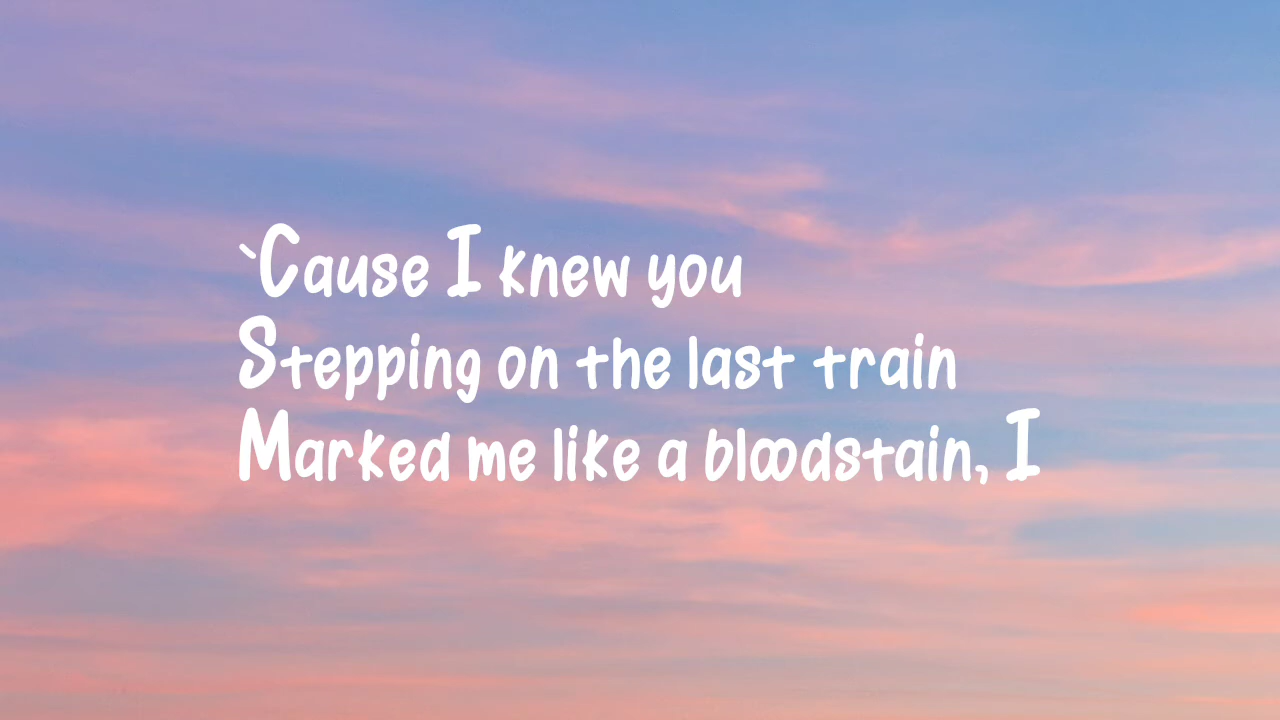 `Cause I knew you
Stepping on the last train
Marked me like a bloodstain, I